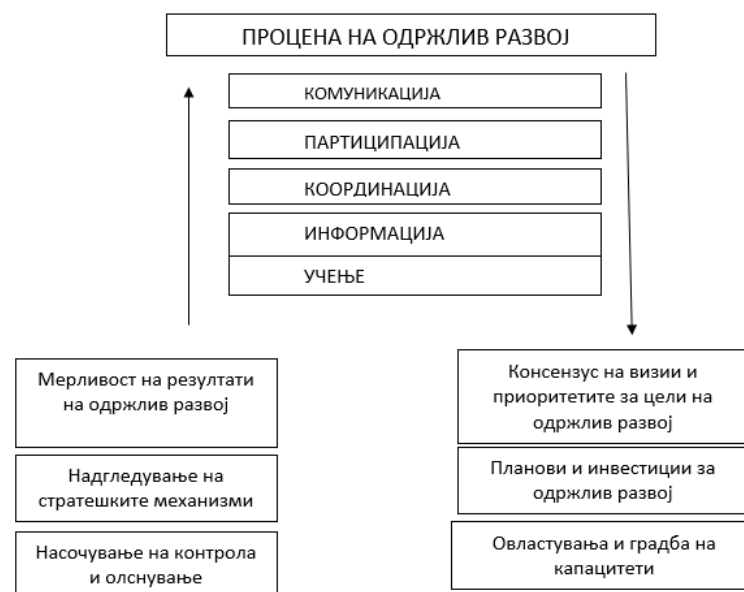 ПРОЦЕНА НА ОДРЖЛИВ РАЗВОЈ
КОМУНИКАЦИЈА
ПАРТИЦИПАЦИЈА
КООРДИНАЦИЈА
ИНФОРМАЦИЈА
УЧЕЊЕ
Мерливост на резултати
на одржлив развој
Надгледување на
стратешките механизми
Насочување на контрола
и олснување
Консензус на визии и
приоритетите за цели на
одржлив развој
Планови и инвестиции за
одржлив развој
Овластувања и градба на
капацитети